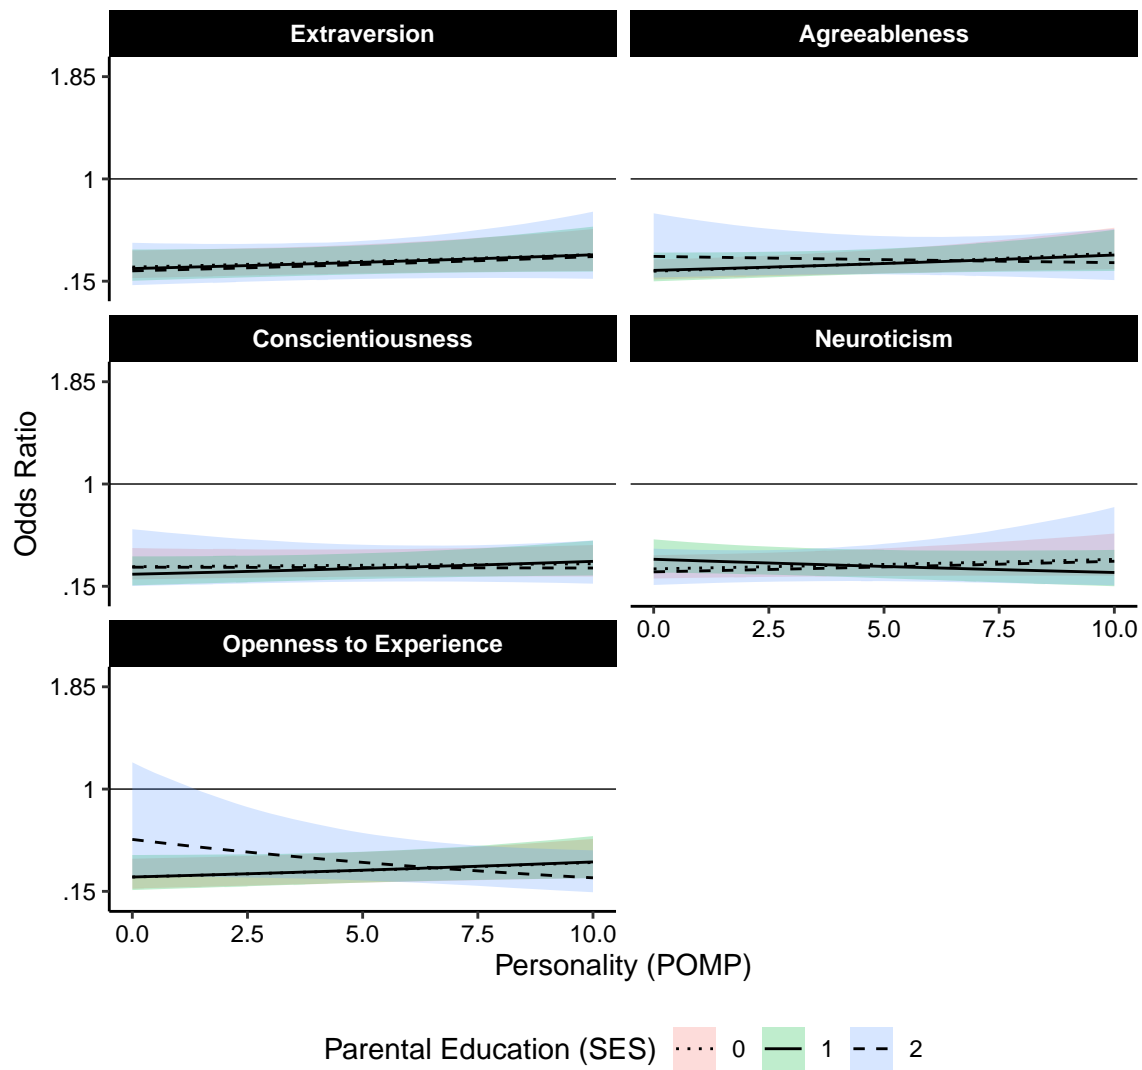 Extraversion
Agreeableness
1.85
1
.15
Conscientiousness
Neuroticism
1.85
1
.15
0.0 2.5 5.0 7.5 10.0
Openness to Experience
1.85
1
.15
0.0 2.5 5.0 7.5 10.0
Odds Ratio
Personality (POMP)
Parental Education (SES) 0 1 2